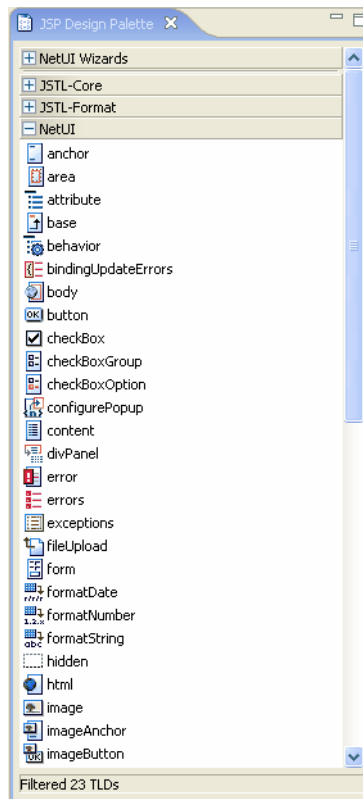 JSP Design Palette
NetUI Wizards
JSTL-Core
JSTL-Format
NetUI
anchor
area
attribute
base
behavior
bindingUpdateErrors
body
button
checkBox
checkBoxGroup
checkBoxOption
configurePopup
content
divPanel
error
errors
exceptions
fileUpload
form
formatDate
formatNumber
formatString
hidden
html
image
imageAnchor
imageButton
Filtered 23 TLDs